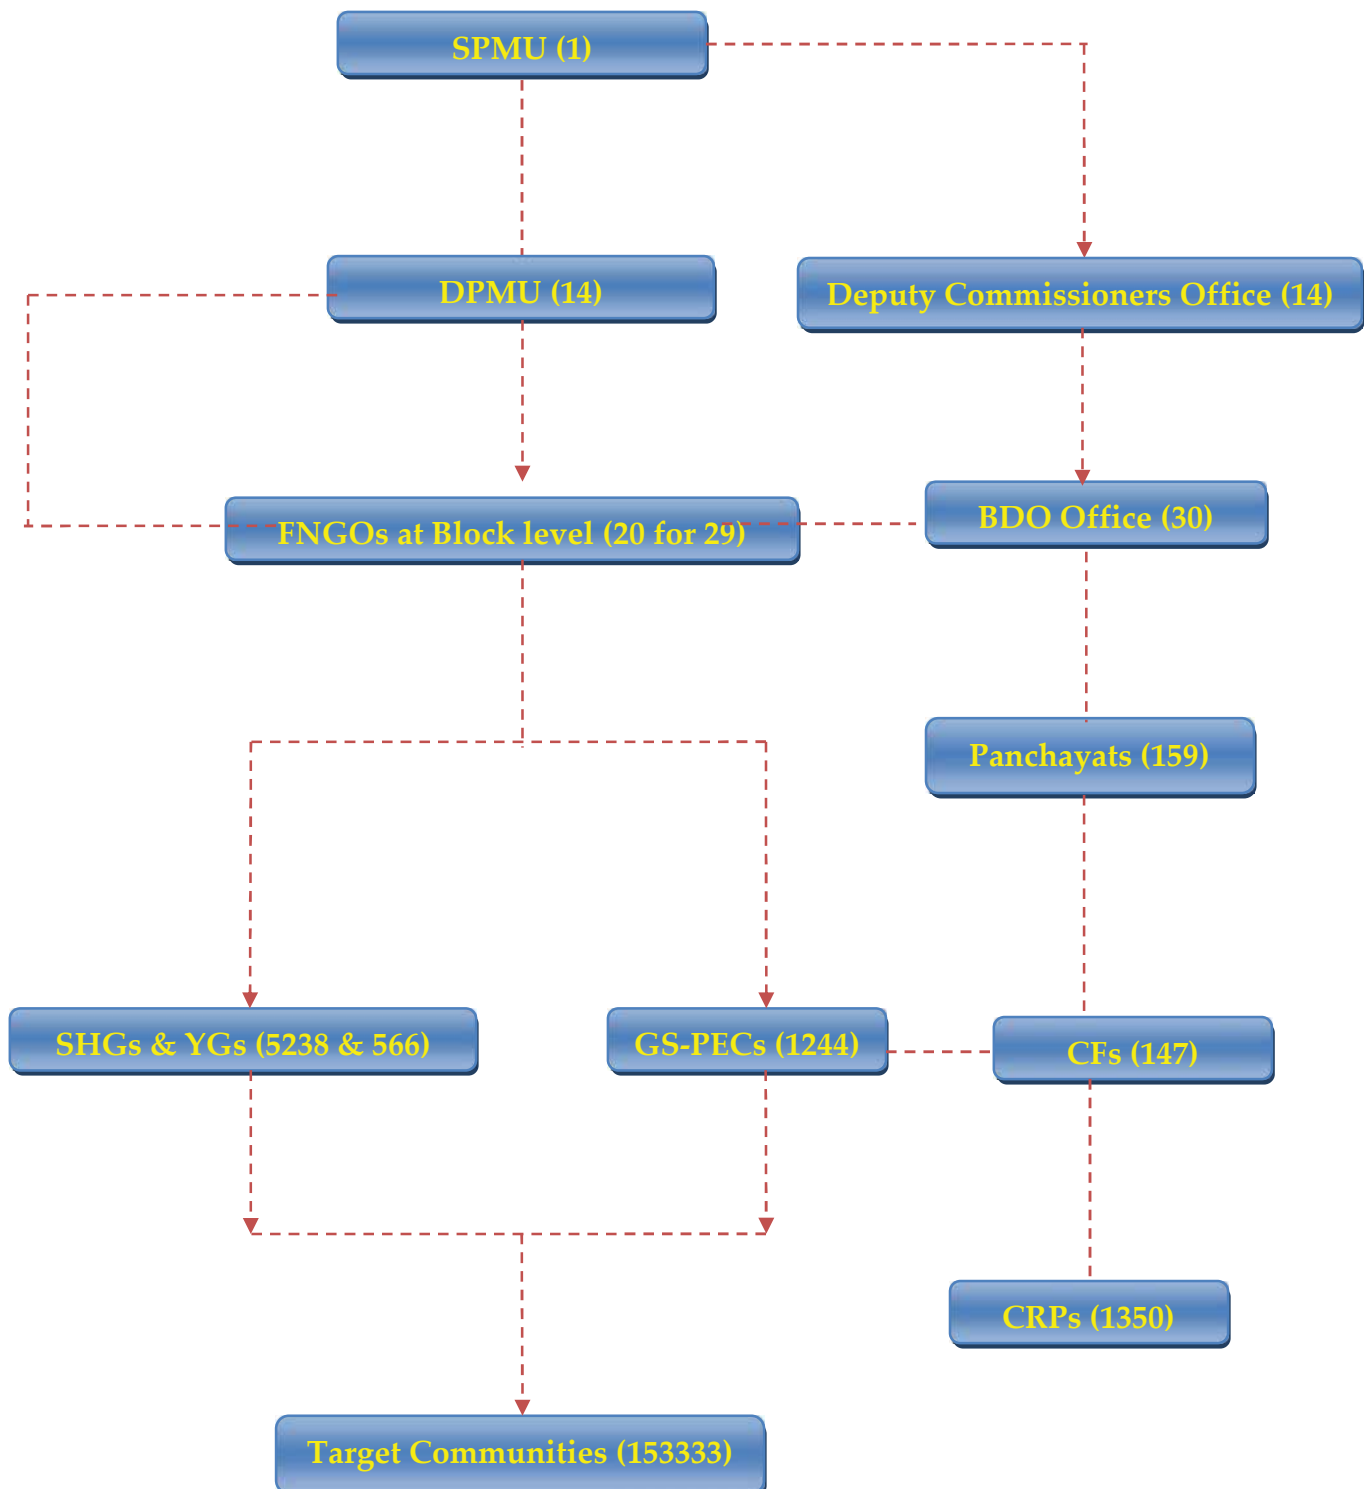 SPMU (1)
DPMU (14)
Deputy Commissioners Office (14)
FNGOs at Block level (20 for 29)
BDO Office (30)
Panchayats (159)
SHGs & YGs (5238 & 566)
GS-PECs (1244)
CFs (147)
CRPs (1350)
Target Communities (153333)